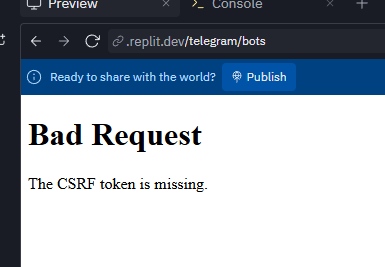 Preview
Console
.replit.dev/telegram/bots
Ready to share with the world?
Publish
Bad Request
The CSRF token is missing.